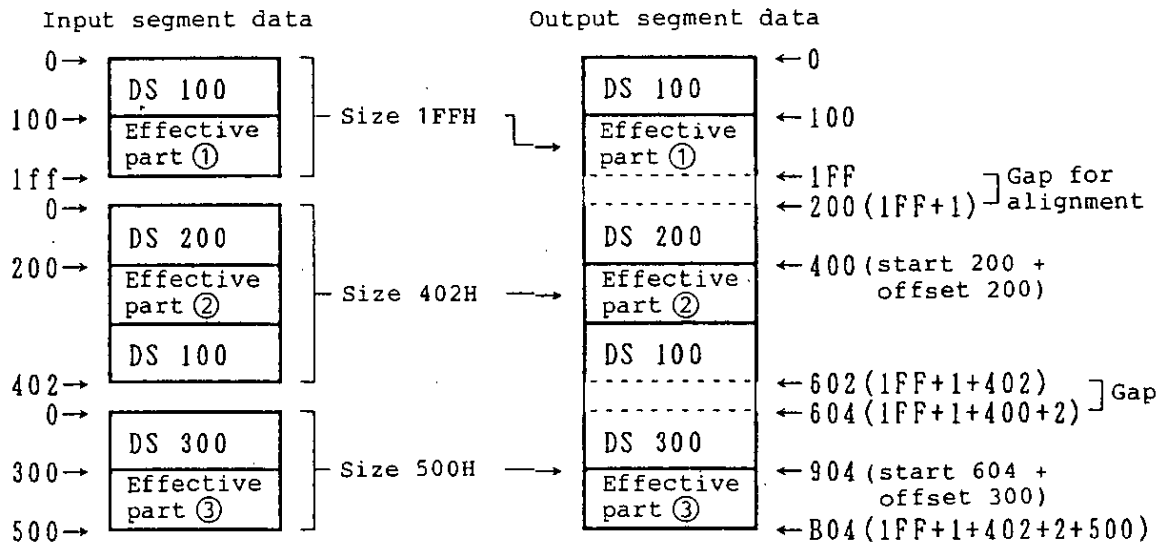 Input segment data
Output segment data
0→
←0
DS 100
DS 100
Size 1FFH
100→
←100
Effective
part ①
Effective
part ①
1ff→
←1FF
Gap for
alignment
0→
←200(1FF+1)
DS 200
DS 200
200→
←400(start 200 +
offset 200)
Effective
part ②
Size 402H
Effective
part ②
DS 100
DS 100
402→
←602(1FF+1+402)
Gap
0→
←604(1FF+1+400+2)
DS 300
DS 300
300→
Size 500H
←904(start 604 +
offset 300)
Effective
part ③
Effective
part ③
500→
←B04(1FF+1+402+2+500)